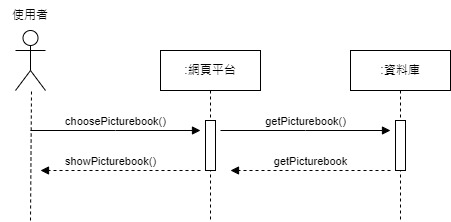 使用者
:網頁平台
:資料庫
choosePicturebook()
getPicturebook()
showPicturebook()
getPicturebook